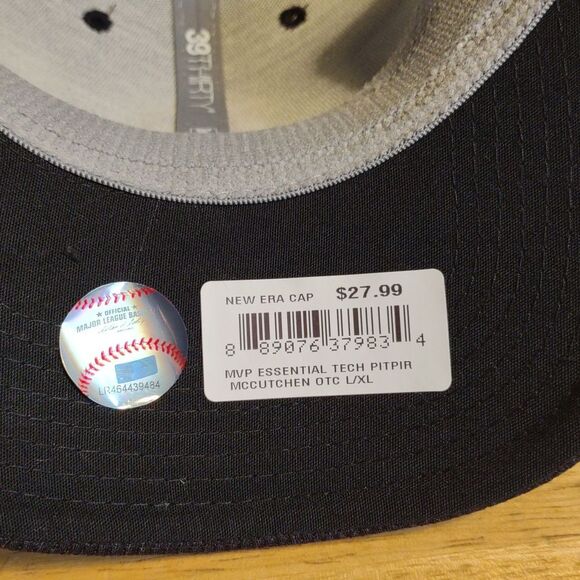 39THIRTY
OFFICIAL
MAJOR LEAGUE BAS
LR464439484
NEW ERA CAP $27.99
8 89076 37983 4
MVP ESSENTIAL TECH PITPIR
MCCUTCHEN OTC L/XL